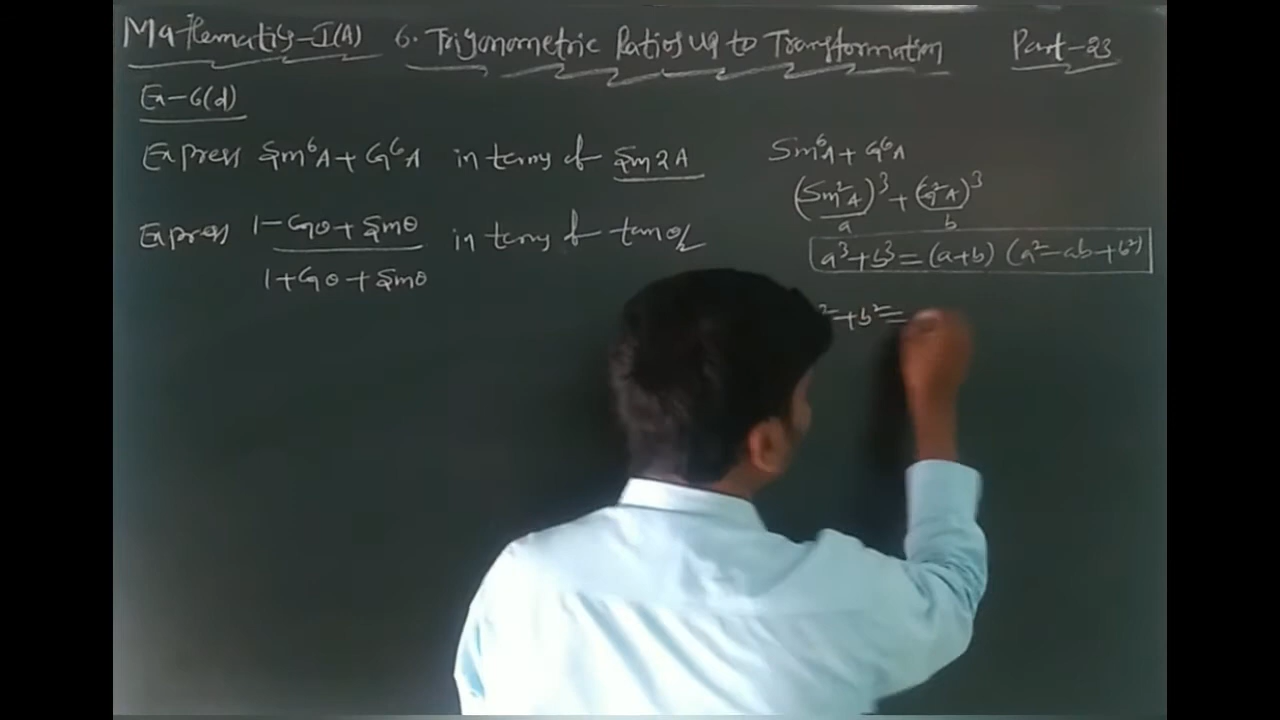 Mathematics-I(A) 6. Trigonometric Ratios Up to Transformation Part-23
Ex-6(d)
Express Sin⁶A + Cos⁶A in terms of Sin2A
Express 1-Cosθ+Sinθ / 1+Cosθ+Sinθ in terms of tanθ/2
Sin⁶A + Cos⁶A
(Sin²A)³ + (Cos²A)³
a b
a³+b³=(a+b) (a²-ab+b²)
²+b²=